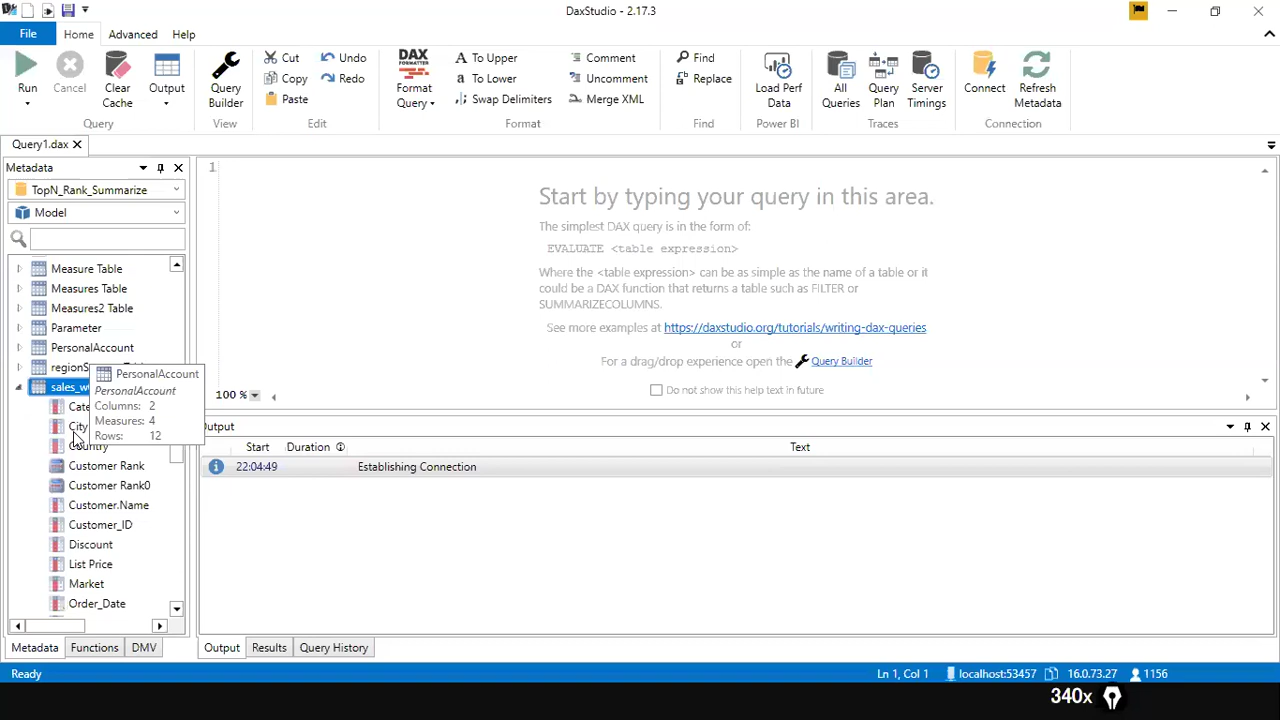 DaxStudio - 2.17.3
File Home Advanced Help
Run
Cancel
Clear Cache
Output
Query
Query Builder
View
Cut
Copy
Paste
Undo
Redo
Edit
DAX FORMATTER
Format Query
To Upper
To Lower
Swap Delimiters
Comment
Uncomment
Merge XML
Format
Find
Replace
Find
Load Perf Data
Power BI
All Queries
Query Plan
Server Timings
Traces
Connect
Refresh Metadata
Connection
Query1.dax
Metadata
TopN_Rank_Summarize
Model
Measure Table
Measures Table
Measures2 Table
Parameter
PersonalAccount
PersonalAccount
PersonalAccount
Columns: 2
Measures: 4
Rows: 12
City
Country
Customer Rank
Customer Rank0
Customer.Name
Customer_ID
Discount
List Price
Market
Order_Date
Metadata Functions DMV
1
Start by typing your query in this area.
The simplest DAX query is in the form of:
EVALUATE <table expression>
Where the <table expression> can be as simple as the name of a table or it
could be a DAX function that returns a table such as FILTER or
SUMMARIZECOLUMNS.
See more examples at https://daxstudio.org/tutorials/writing-dax-queries
or
For a drag/drop experience open the Query Builder
Do not show this help text in future
100 %
Start Duration Text
22:04:49 Establishing Connection
Output Results Query History
Ready Ln 1, Col 1 localhost:53457 16.0.73.27 1156
340x